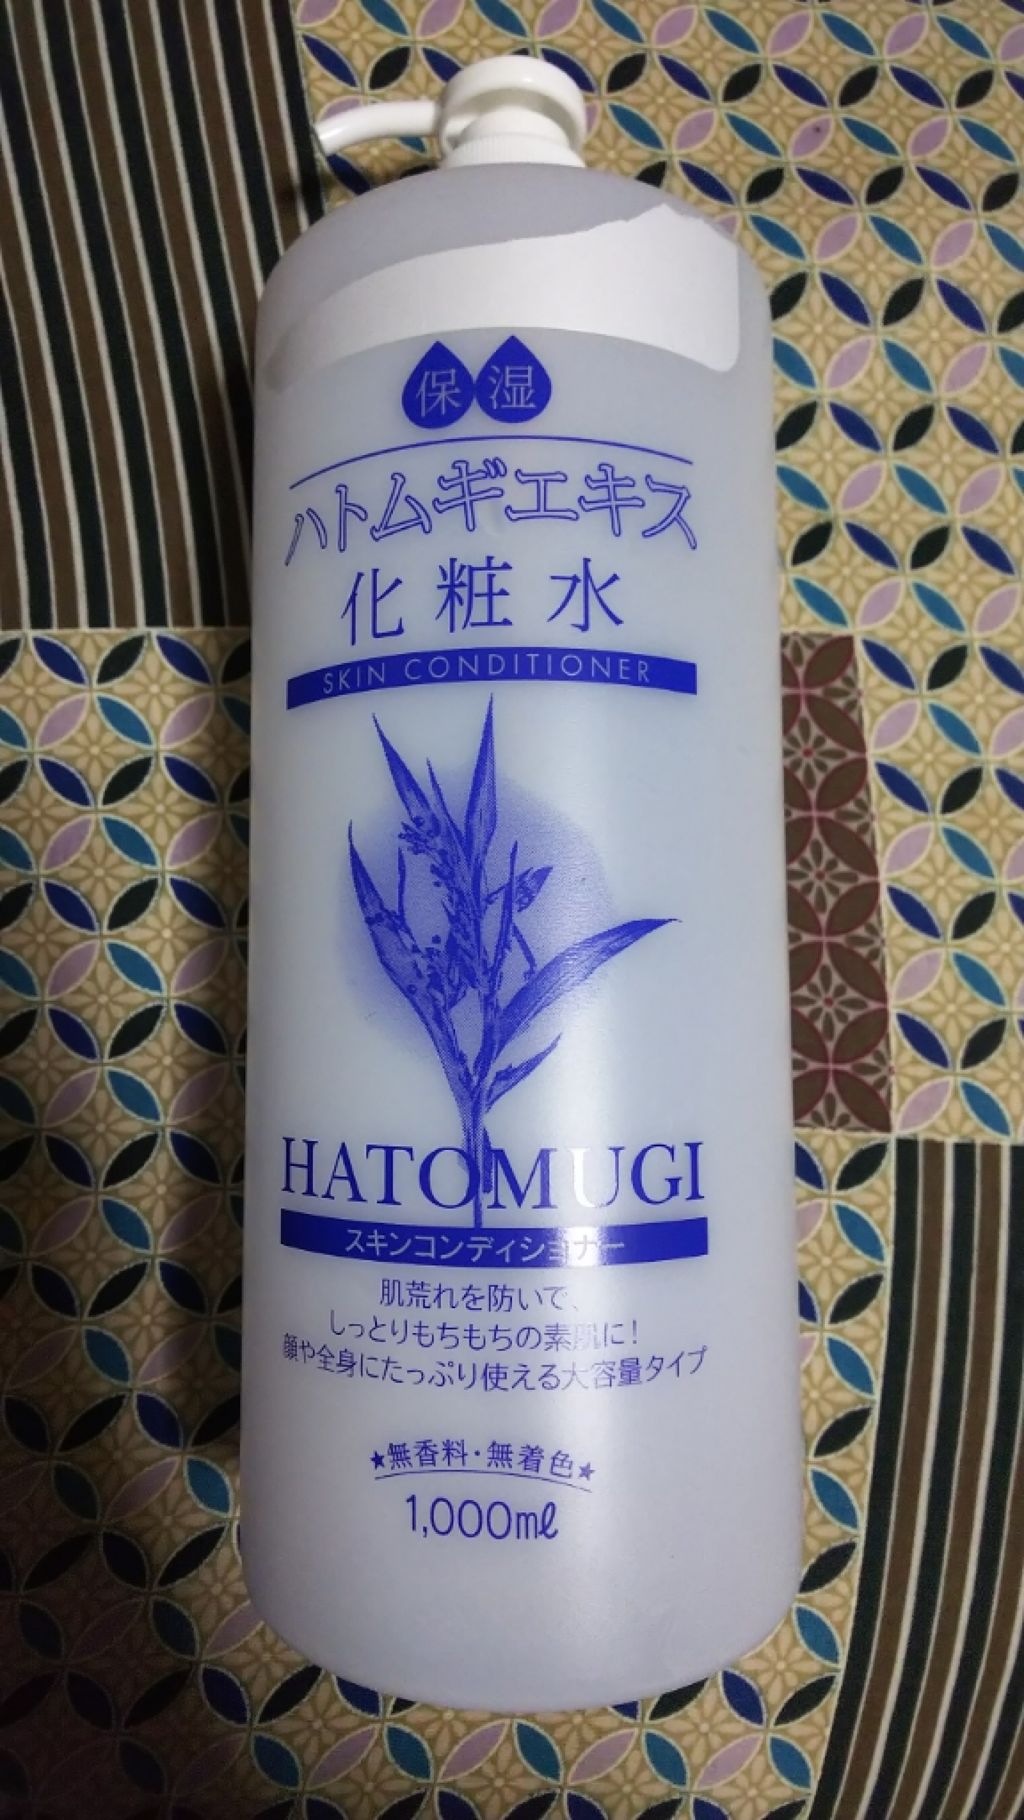 保湿
ハトムギエキス
化粧水
SKIN CONDITIONER
HATOMUGI
スキンコンディショナー
肌荒れを防いで、
しっとりもちもちの素肌に!
顔や全身にたっぷり使える大容量タイプ
★無香料・無着色★
1,000mℓ